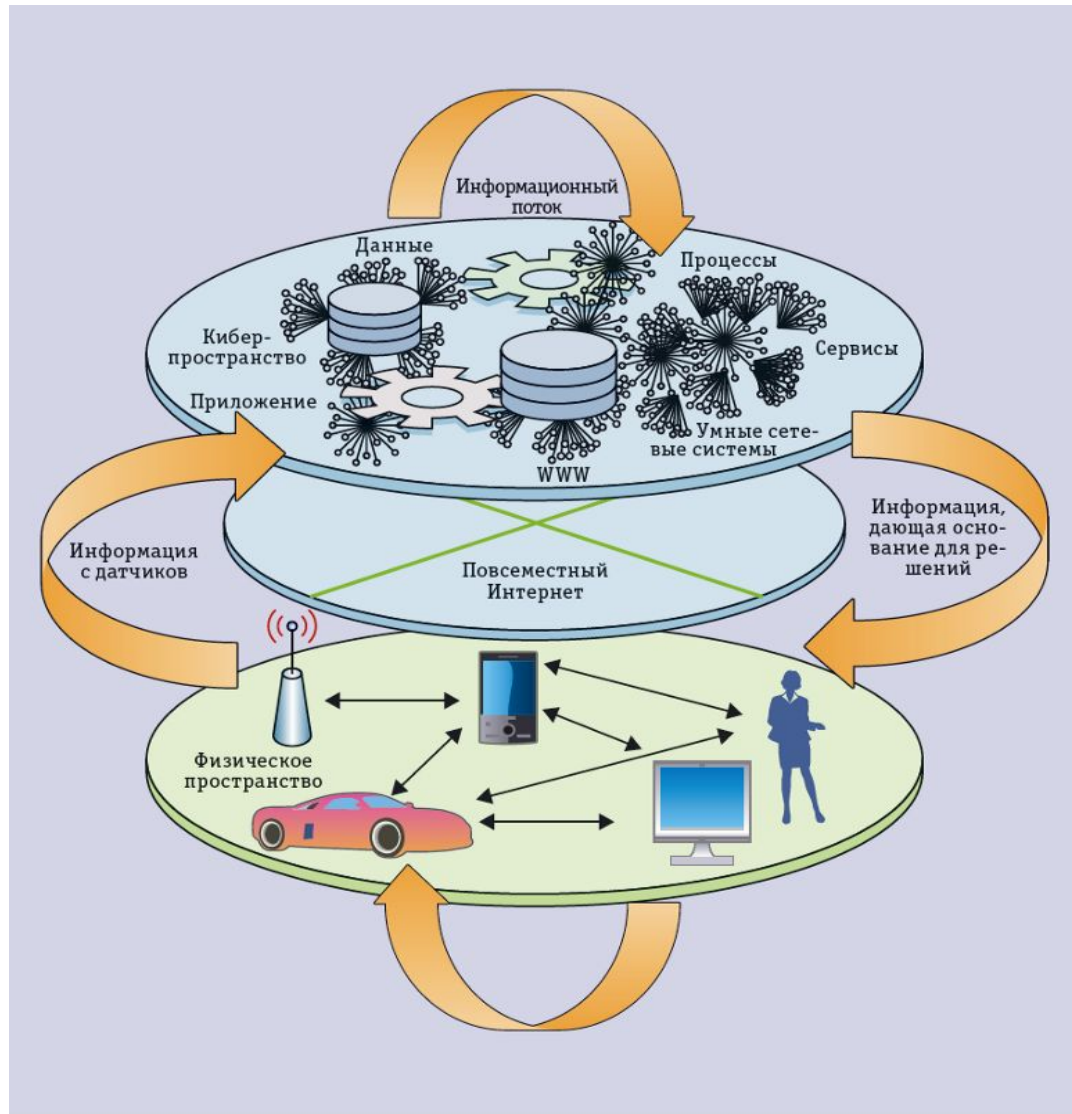 Информационный
поток
Данные
Процессы
Кибер-
пространство
Сервисы
Приложение
Умные сете-
вые системы
WWW
Информация
с датчиков
Информация,
дающая осно-
вание для ре-
шений
Повсеместный
Интернет
Физическое
пространство